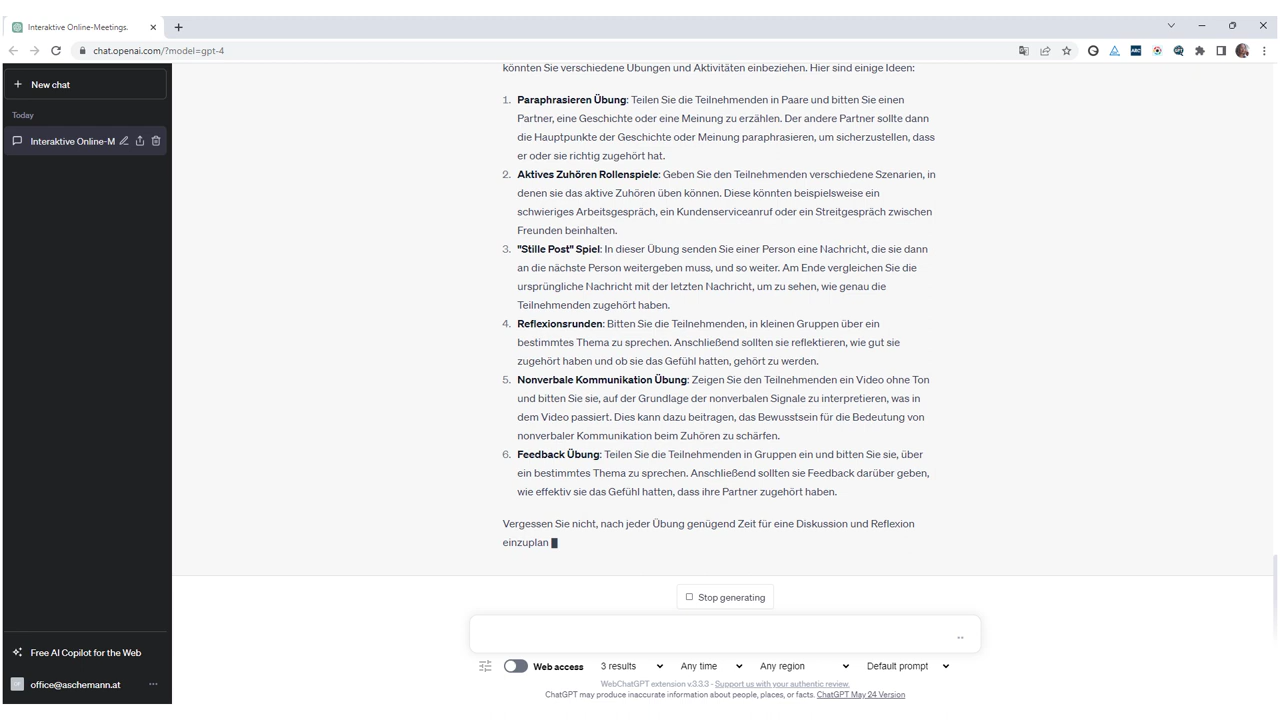 Interaktive Online-Meetings.
chat.openai.com/?model=gpt-4
New chat
Today
Interaktive Online-M
könnten Sie verschiedene Übungen und Aktivitäten einbeziehen. Hier sind einige Ideen:
1. Paraphrasieren Übung: Teilen Sie die Teilnehmenden in Paare und bitten Sie einen
Partner, eine Geschichte oder eine Meinung zu erzählen. Der andere Partner sollte dann
die Hauptpunkte der Geschichte oder Meinung paraphrasieren, um sicherzustellen, dass
er oder sie richtig zugehört hat.
2. Aktives Zuhören Rollenspiele: Geben Sie den Teilnehmenden verschiedene Szenarien, in
denen sie das aktive Zuhören üben können. Diese könnten beispielsweise ein
schwieriges Arbeitsgespräch, ein Kundenserviceanruf oder ein Streitgespräch zwischen
Freunden beinhalten.
3. "Stille Post" Spiel: In dieser Übung senden Sie einer Person eine Nachricht, die sie dann
an die nächste Person weitergeben muss, und so weiter. Am Ende vergleichen Sie die
ursprüngliche Nachricht mit der letzten Nachricht, um zu sehen, wie genau die
Teilnehmenden zugehört haben.
4. Reflexionsrunden: Bitten Sie die Teilnehmenden, in kleinen Gruppen über ein
bestimmtes Thema zu sprechen. Anschließend sollten sie reflektieren, wie gut sie
zugehört haben und ob sie das Gefühl hatten, gehört zu werden.
5. Nonverbale Kommunikation Übung: Zeigen Sie den Teilnehmenden ein Video ohne Ton
und bitten Sie sie, auf der Grundlage der nonverbalen Signale zu interpretieren, was in
dem Video passiert. Dies kann dazu beitragen, das Bewusstsein für die Bedeutung von
nonverbaler Kommunikation beim Zuhören zu schärfen.
6. Feedback Übung: Teilen Sie die Teilnehmenden in Gruppen ein und bitten Sie sie, über
ein bestimmtes Thema zu sprechen. Anschließend sollten sie Feedback darüber geben,
wie effektiv sie das Gefühl hatten, dass ihre Partner zugehört haben.
Vergessen Sie nicht, nach jeder Übung genügend Zeit für eine Diskussion und Reflexion
einzuplan
Stop generating
Web access 3 results Any time Any region Default prompt
WebChatGPT extension v.3.3.3 - Support us with your authentic review.
ChatGPT may produce inaccurate information about people, places, or facts. ChatGPT May 24 Version
Free AI Copilot for the Web
office@aschemann.at